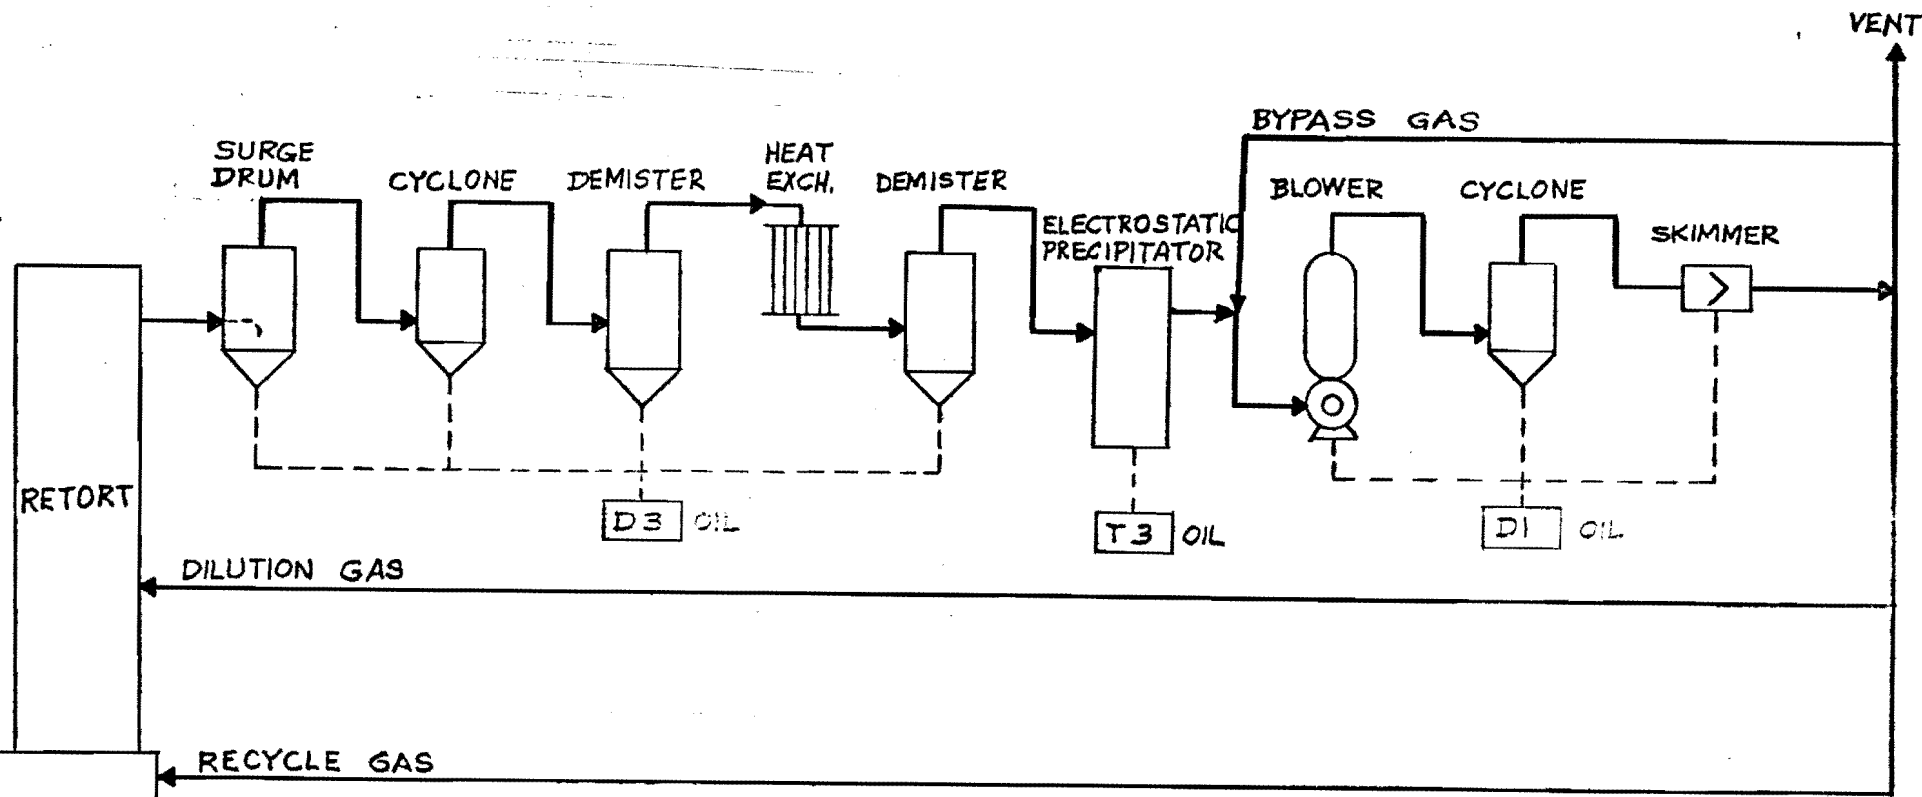 VENT
BYPASS GAS
SURGE
DRUM
CYCLONE
DEMISTER
HEAT
EXCH.
DEMISTER
ELECTROSTATIC
PRECIPITATOR
BLOWER
CYCLONE
SKIMMER
RETORT
D3 OIL
T3 OIL
D1 OIL
DILUTION GAS
RECYCLE GAS